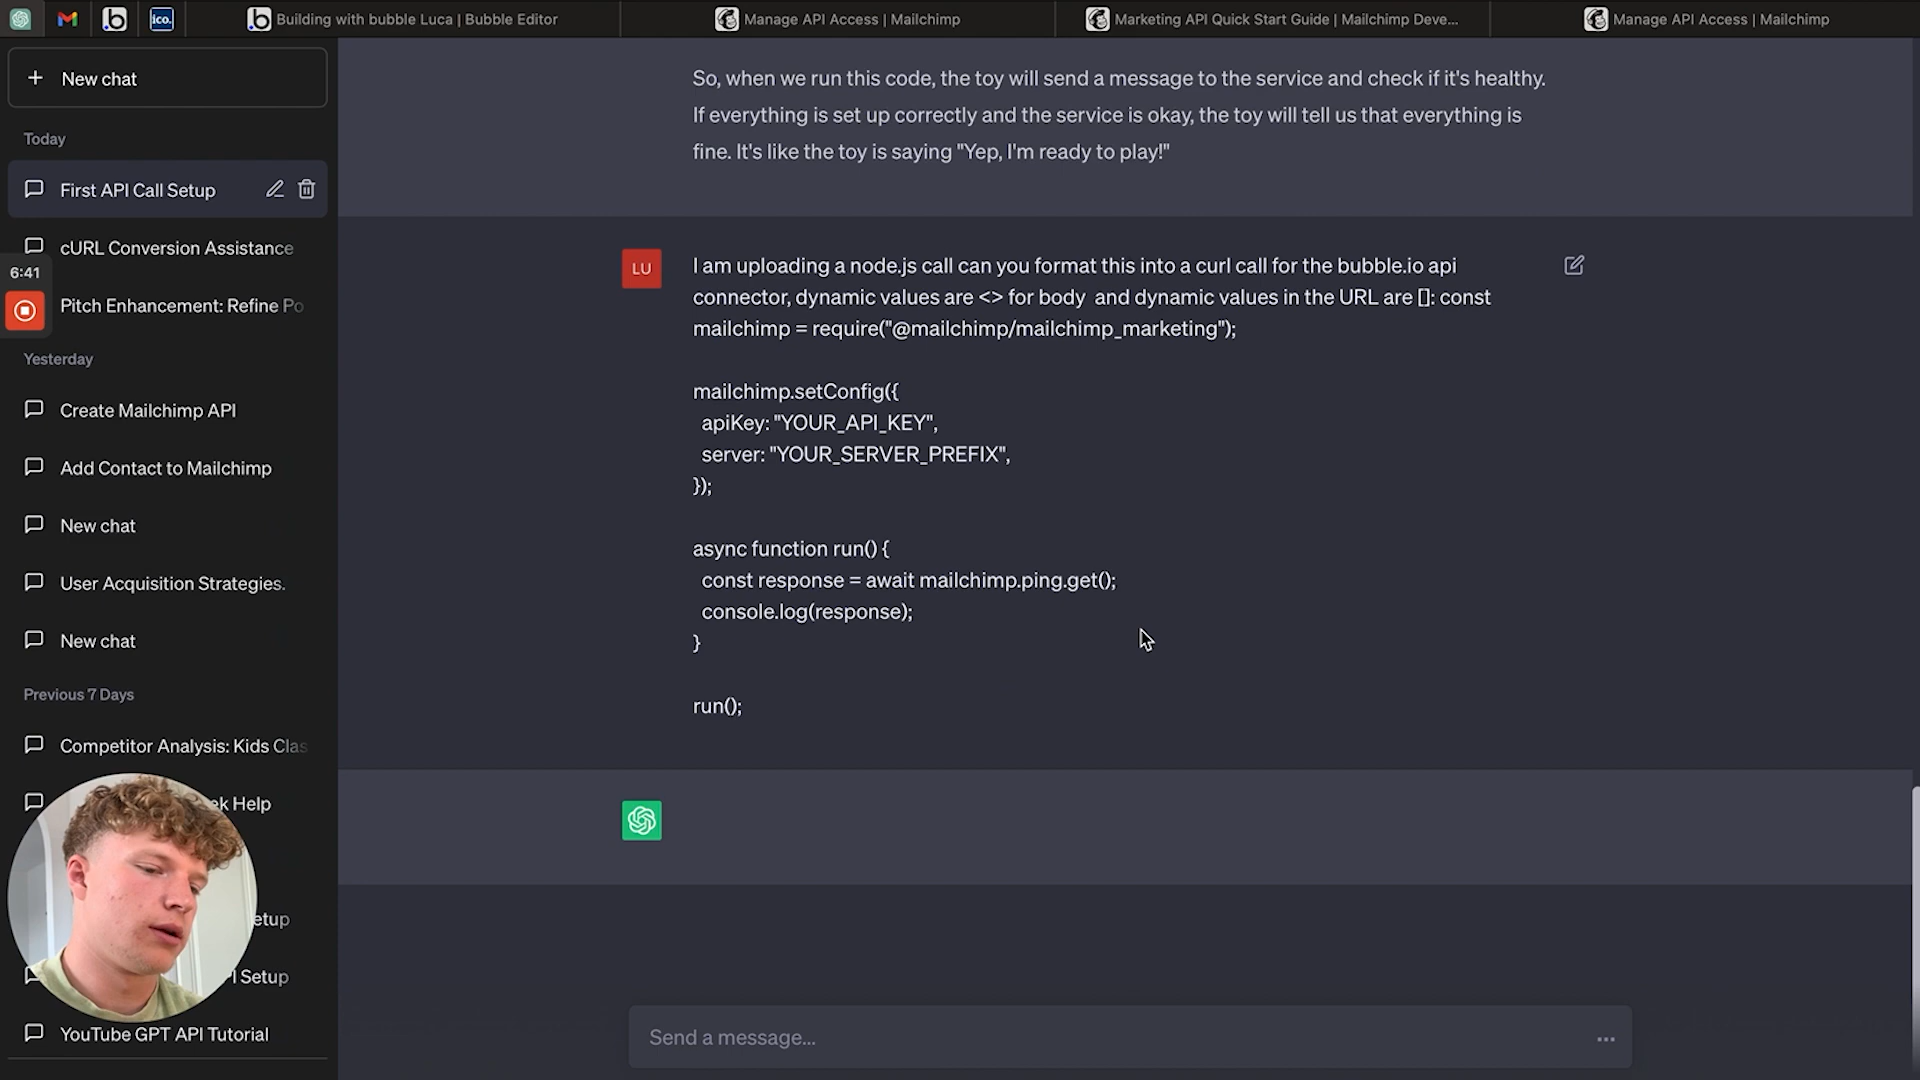 ico.
Building with bubble Luca | Bubble Editor
Manage API Access | Mailchimp
Marketing API Quick Start Guide | Mailchimp Deve...
Manage API Access | Mailchimp
New chat
Today
First API Call Setup
cURL Conversion Assistance
6:41
Pitch Enhancement: Refine Po
Yesterday
Create Mailchimp API
Add Contact to Mailchimp
New chat
User Acquisition Strategies.
New chat
Previous 7 Days
Competitor Analysis: Kids Clas
ek Help
etup
I Setup
YouTube GPT API Tutorial
So, when we run this code, the toy will send a message to the service and check if it's healthy.
If everything is set up correctly and the service is okay, the toy will tell us that everything is
fine. It's like the toy is saying "Yep, I'm ready to play!"
LU
I am uploading a node.js call can you format this into a curl call for the bubble.io api
connector, dynamic values are <> for body and dynamic values in the URL are []: const
mailchimp = require("@mailchimp/mailchimp_marketing");
mailchimp.setConfig({
apiKey: "YOUR_API_KEY",
server: "YOUR_SERVER_PREFIX",
});
async function run() {
const response = await mailchimp.ping.get();
console.log(response);
}
run();
Send a message...